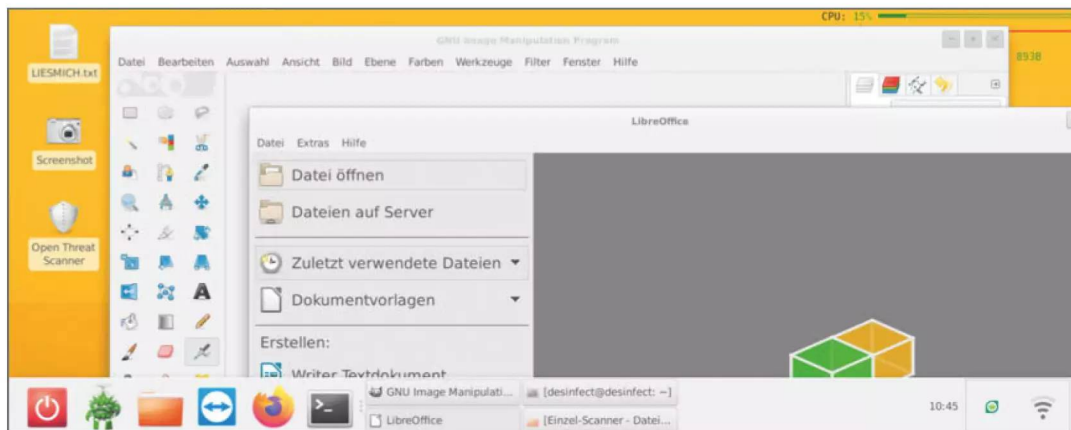 CPU: 15%
8938
LIESMICH.txt
Screenshot
Open Threat
Scanner
GNU Image Manipulation Program
Datei Bearbeiten Auswahl Ansicht Bild Ebene Farben Werkzeuge Filter Fenster Hilfe
LibreOffice
Datei Extras Hilfe
Datei öffnen
Dateien auf Server
Zuletzt verwendete Dateien
Dokumentvorlagen
Erstellen:
Writer Textdokument
GNU Image Manipulati...
[desinfect@desinfect: ~]
LibreOffice
[Einzel-Scanner - Datei...
10:45